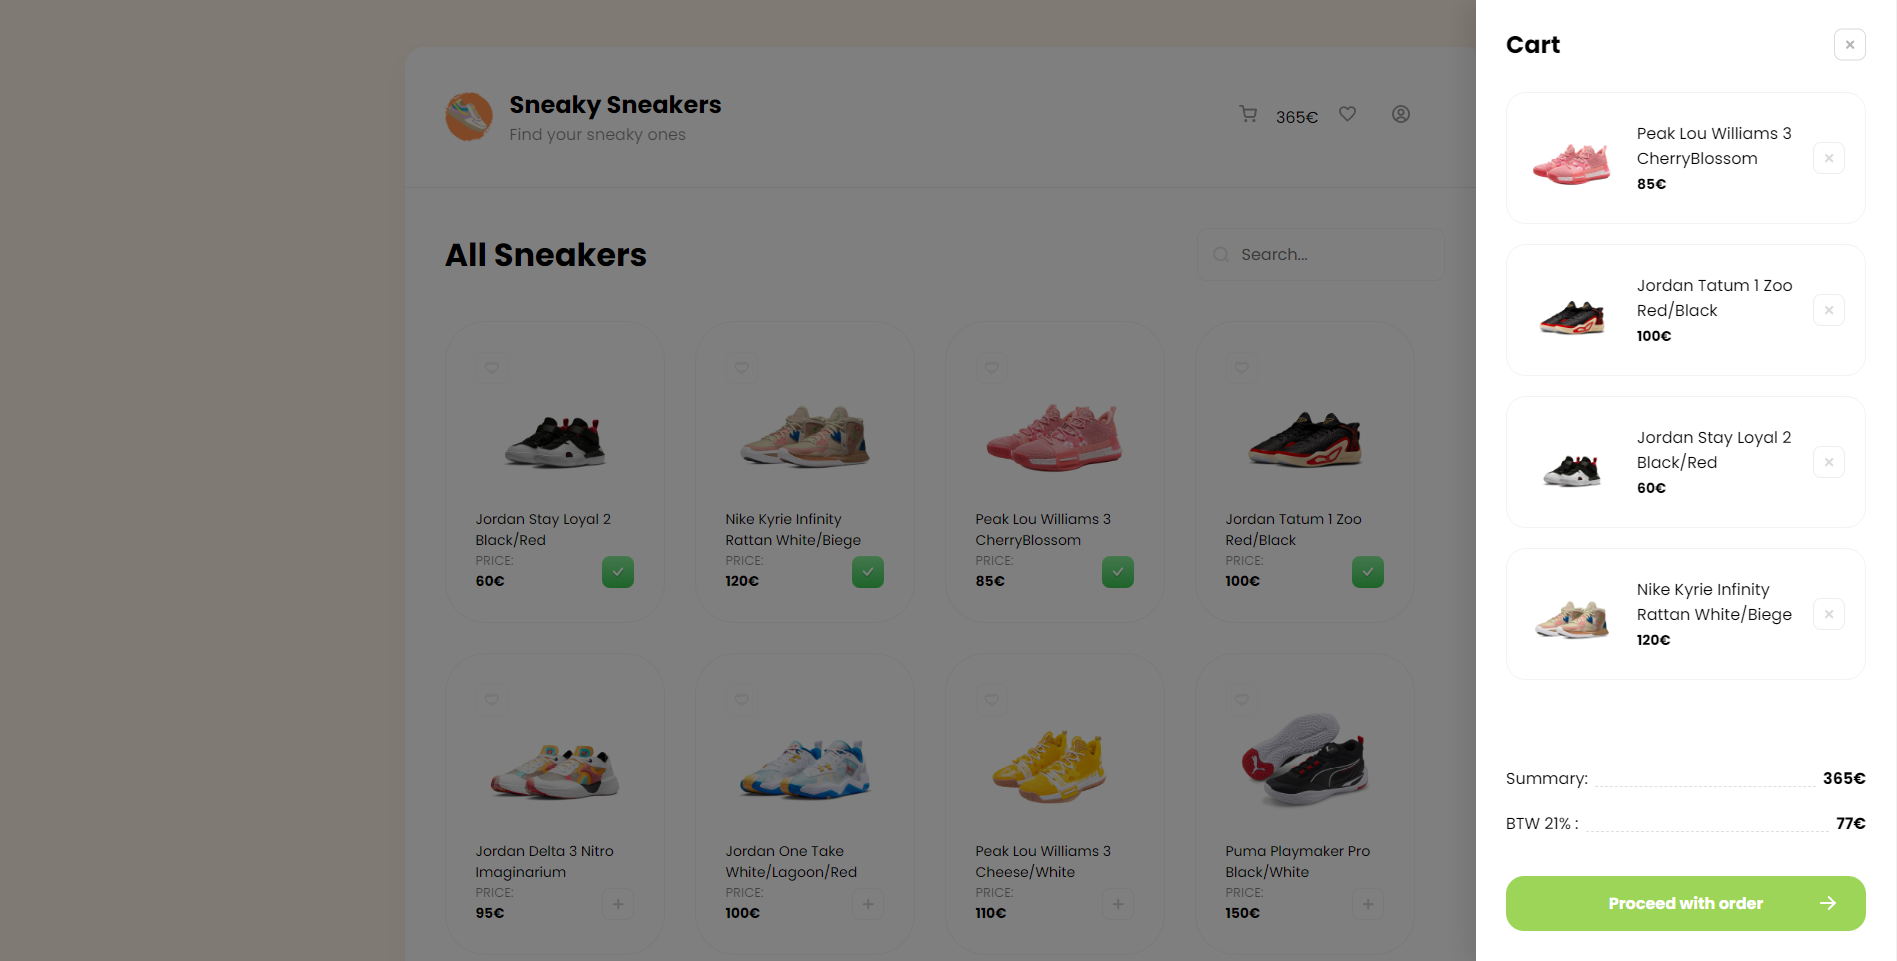 Sneaky Sneakers
Find your sneaky ones
365€
All Sneakers
Search...
Jordan Stay Loyal 2
Black/Red
PRICE:
60€
Nike Kyrie Infinity
Rattan White/Biege
PRICE:
120€
Peak Lou Williams 3
CherryBlossom
PRICE:
85€
Jordan Tatum 1 Zoo
Red/Black
PRICE:
100€
Jordan Delta 3 Nitro
Imaginarium
PRICE:
95€
Jordan One Take
White/Lagoon/Red
PRICE:
100€
Peak Lou Williams 3
Cheese/White
PRICE:
110€
Puma Playmaker Pro
Black/White
PRICE:
150€
Cart
Peak Lou Williams 3
CherryBlossom
85€
Jordan Tatum 1 Zoo
Red/Black
100€
Jordan Stay Loyal 2
Black/Red
60€
Nike Kyrie Infinity
Rattan White/Biege
120€
Summary: 365€
BTW 21% : 77€
Proceed with order